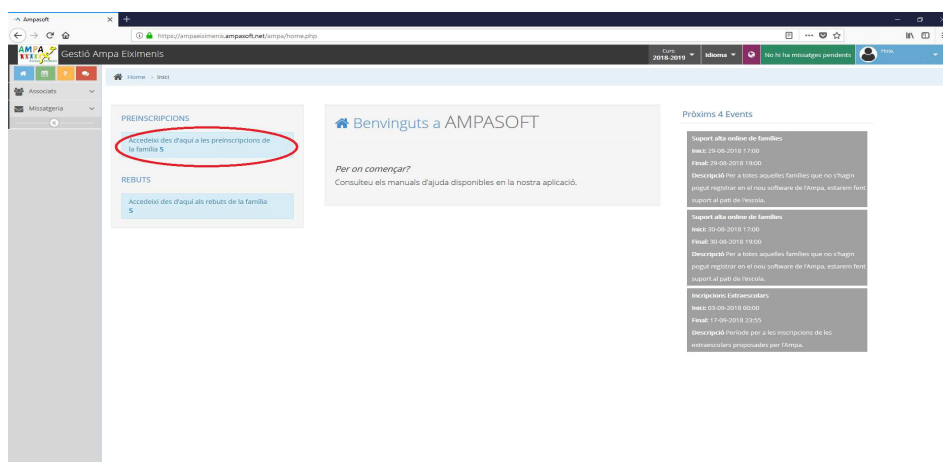 Ampasoft
https://ampaeiximenis.ampasoft.net/ampa/home.php
AMPA
Gestió Ampa Eiximenis
Curs:
2018-2019
Idioma
No hi ha missatges pendents
Hola,
Home > Inici
Associats
Missatgeria
PREINSCRIPCIONS
Accedeixi des d'aquí a les preinscripcions de
la família S
REBUTS
Accedeixi des d'aquí als rebuts de la família
S
Benvinguts a AMPASOFT
Per on començar?
Consulteu els manuals d'ajuda disponibles en la nostra aplicació.
Pròxims 4 Events
Suport alta online de famílies
Inici: 29-08-2018 17:00
Final: 29-08-2018 19:00
Descripció Per a totes aquelles famílies que no s'hagin
pogut registrar en el nou software de l'Ampa, estarem fent
suport al pati de l'escola.
Suport alta online de famílies
Inici: 30-08-2018 17:00
Final: 30-08-2018 19:00
Descripció Per a totes aquelles famílies que no s'hagin
pogut registrar en el nou software de l'Ampa, estarem fent
suport al pati de l'escola.
Incripcions Extraescolars
Inici: 03-09-2018 00:00
Final: 17-09-2018 23:55
Descripció Període per a les inscripcions de les
extraescolars proposades per l'Ampa.